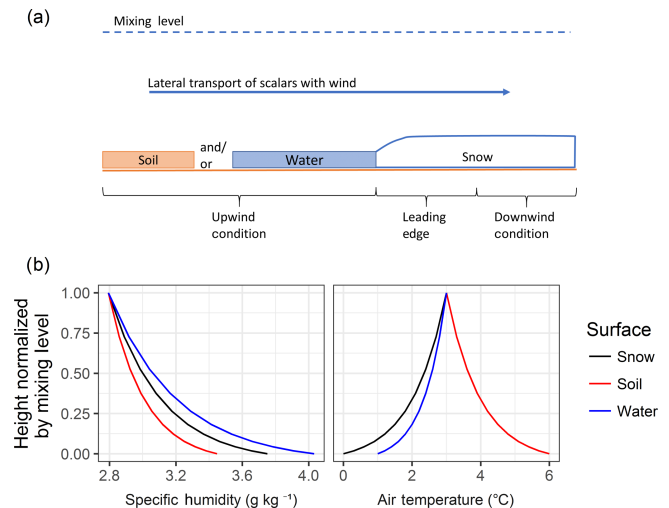 (a)
Mixing level
Lateral transport of scalars with wind
Soil
and/
or
Water
Snow
Upwind
condition
Leading
edge
Downwind
condition
(b)
Height normalized
by mixing level
1.00
0.75
0.50
0.25
0.00
2.8 3.2 3.6 4.0
Specific humidity (g kg ⁻¹)
0 2 4 6
Air temperature (°C)
Surface
Snow
Soil
Water